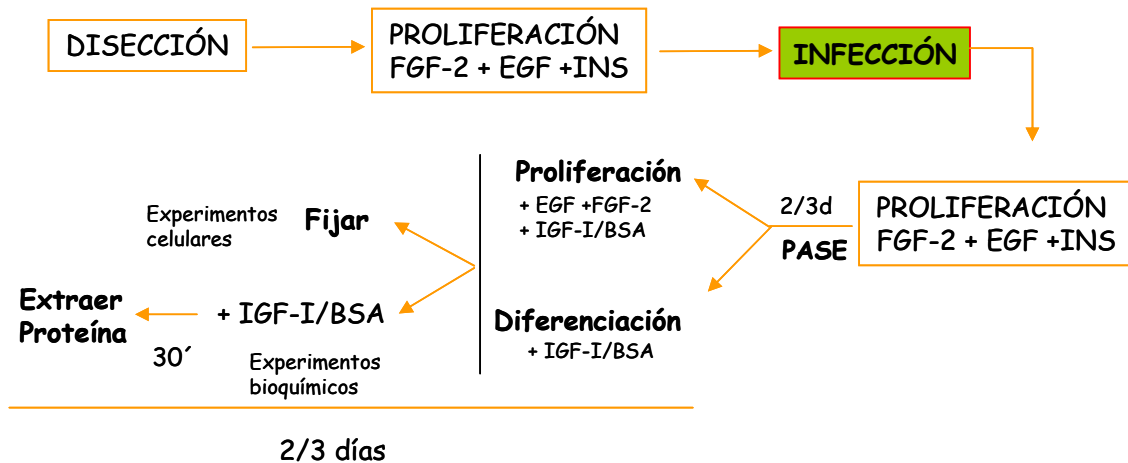 DISECCIÓN
PROLIFERACIÓN
FGF-2 + EGF +INS
INFECCIÓN
PROLIFERACIÓN
FGF-2 + EGF +INS
2/3d
PASE
Proliferación
+ EGF +FGF-2
+ IGF-I/BSA
Diferenciación
+ IGF-I/BSA
Experimentos
celulares
Fijar
+ IGF-I/BSA
Experimentos
bioquímicos
30´
Extraer
Proteína
2/3 días